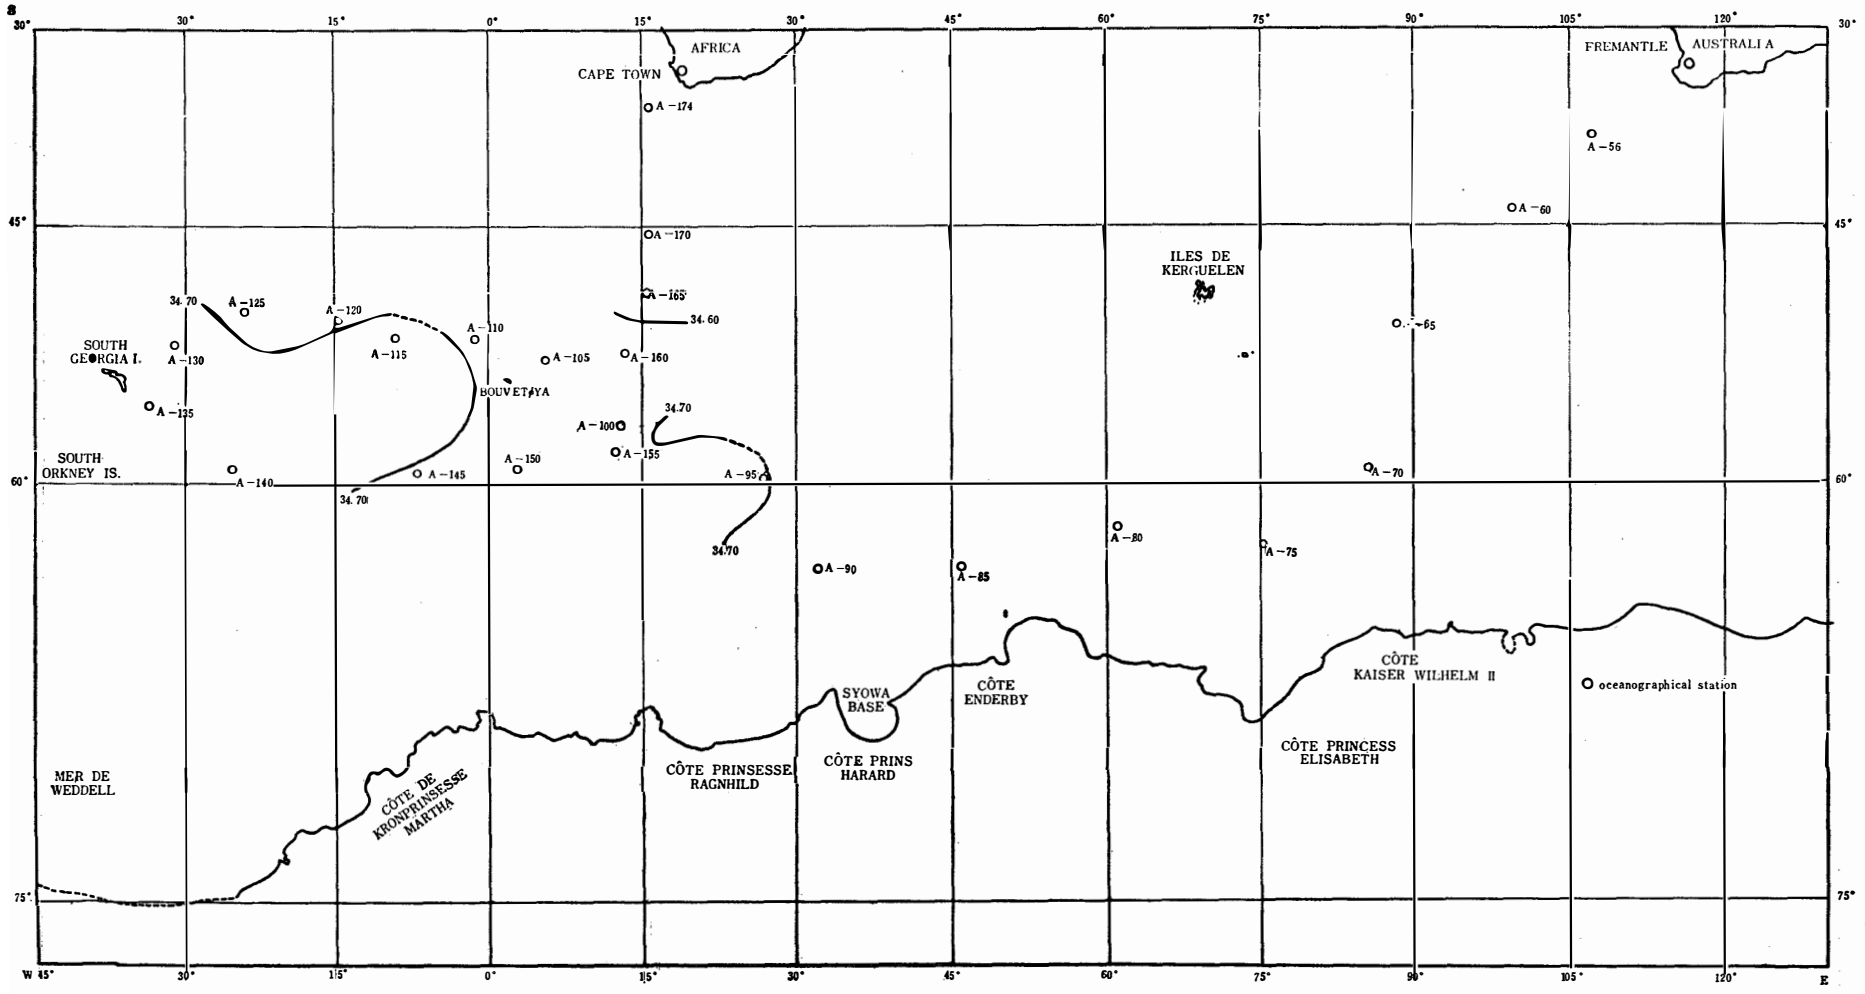 S
30° 30° 15° 0° 15° 30° 45° 60° 75° 90° 105° 120° 30°
AFRICA
CAPE TOWN
FREMANTLE AUSTRALIA
A-174
A-56
A-60
45° 45°
A-170
ILES DE
KERGUELEN
A-165
34.70
A-125
A-120
34.60
A-110
-65
SOUTH
GEORGIA I.
A-130
A-115
A-105
A-160
BOUVETØYA
A-135
34.70
A-100
A-155
SOUTH
ORKNEY IS.
A-150
A-145
A-95
A-70
60° 60°
A-140
34.70
A-80
34.70
A-75
A-90
A-85
CÔTE
KAISER WILHELM II
CÔTE
ENDERBY
SYOWA
BASE
oceanographical station
CÔTE PRINCESS
ELISABETH
CÔTE PRINS
HARARD
CÔTE PRINSESSE
RAGNHILD
MER DE
WEDDELL
CÔTE DE
KRONPRINSESSE
MÄRTHA
75° 75°
W 45° 30° 15° 0° 15° 30° 45° 60° 75° 90° 105° 120° E